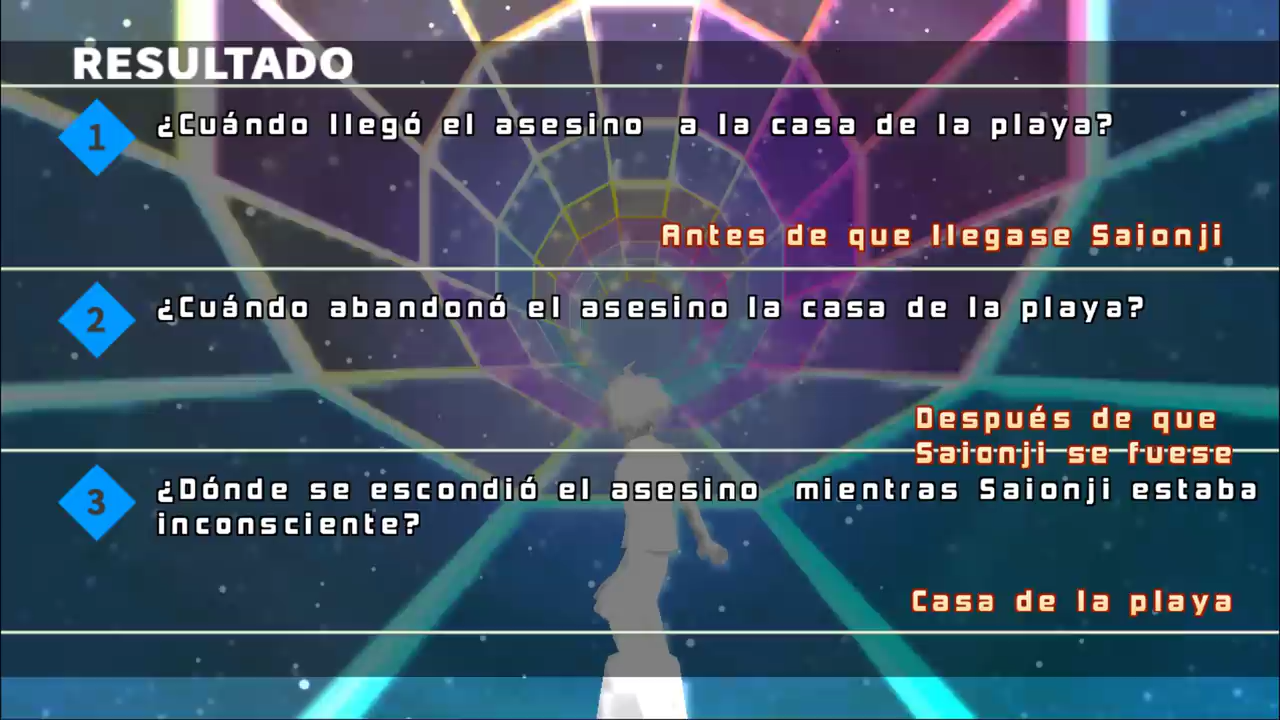 RESULTADO
1
¿Cuándo llegó el asesino a la casa de la playa?
Antes de que llegase Saionji
2
¿Cuándo abandonó el asesino la casa de la playa?
Después de que
Saionji se fuese
3
¿Dónde se escondió el asesino mientras Saionji estaba
inconsciente?
Casa de la playa